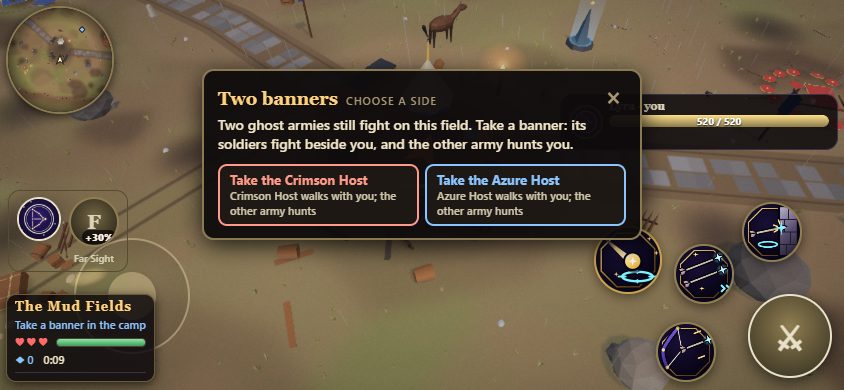 Two banners CHOOSE A SIDE ×
Two ghost armies still fight on this field. Take a banner: its
soldiers fight beside you, and the other army hunts you.
Take the Crimson Host
Crimson Host walks with you; the
other army hunts
Take the Azure Host
Azure Host walks with you; the
other army hunts
you
520 / 520
F
+30%
Far Sight
The Mud Fields
Take a banner in the camp
0 0:09